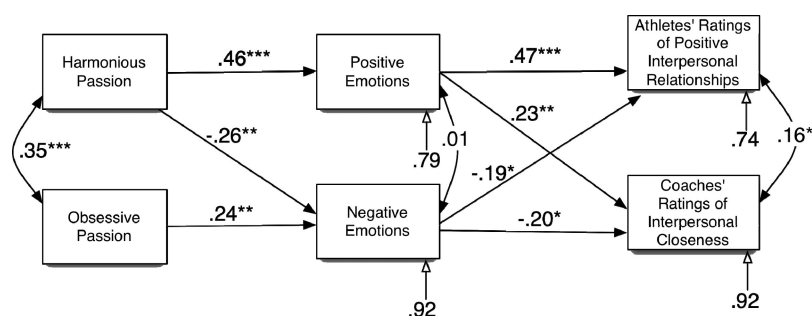 Harmonious
Passion
.46***
Positive
Emotions
.47***
Athletes' Ratings
of Positive
Interpersonal
Relationships
-.26**
.23**
.35***
.79
.01
.74
.16*
-.19*
Obsessive
Passion
.24**
Negative
Emotions
-.20*
Coaches'
Ratings of
Interpersonal
Closeness
.92
.92